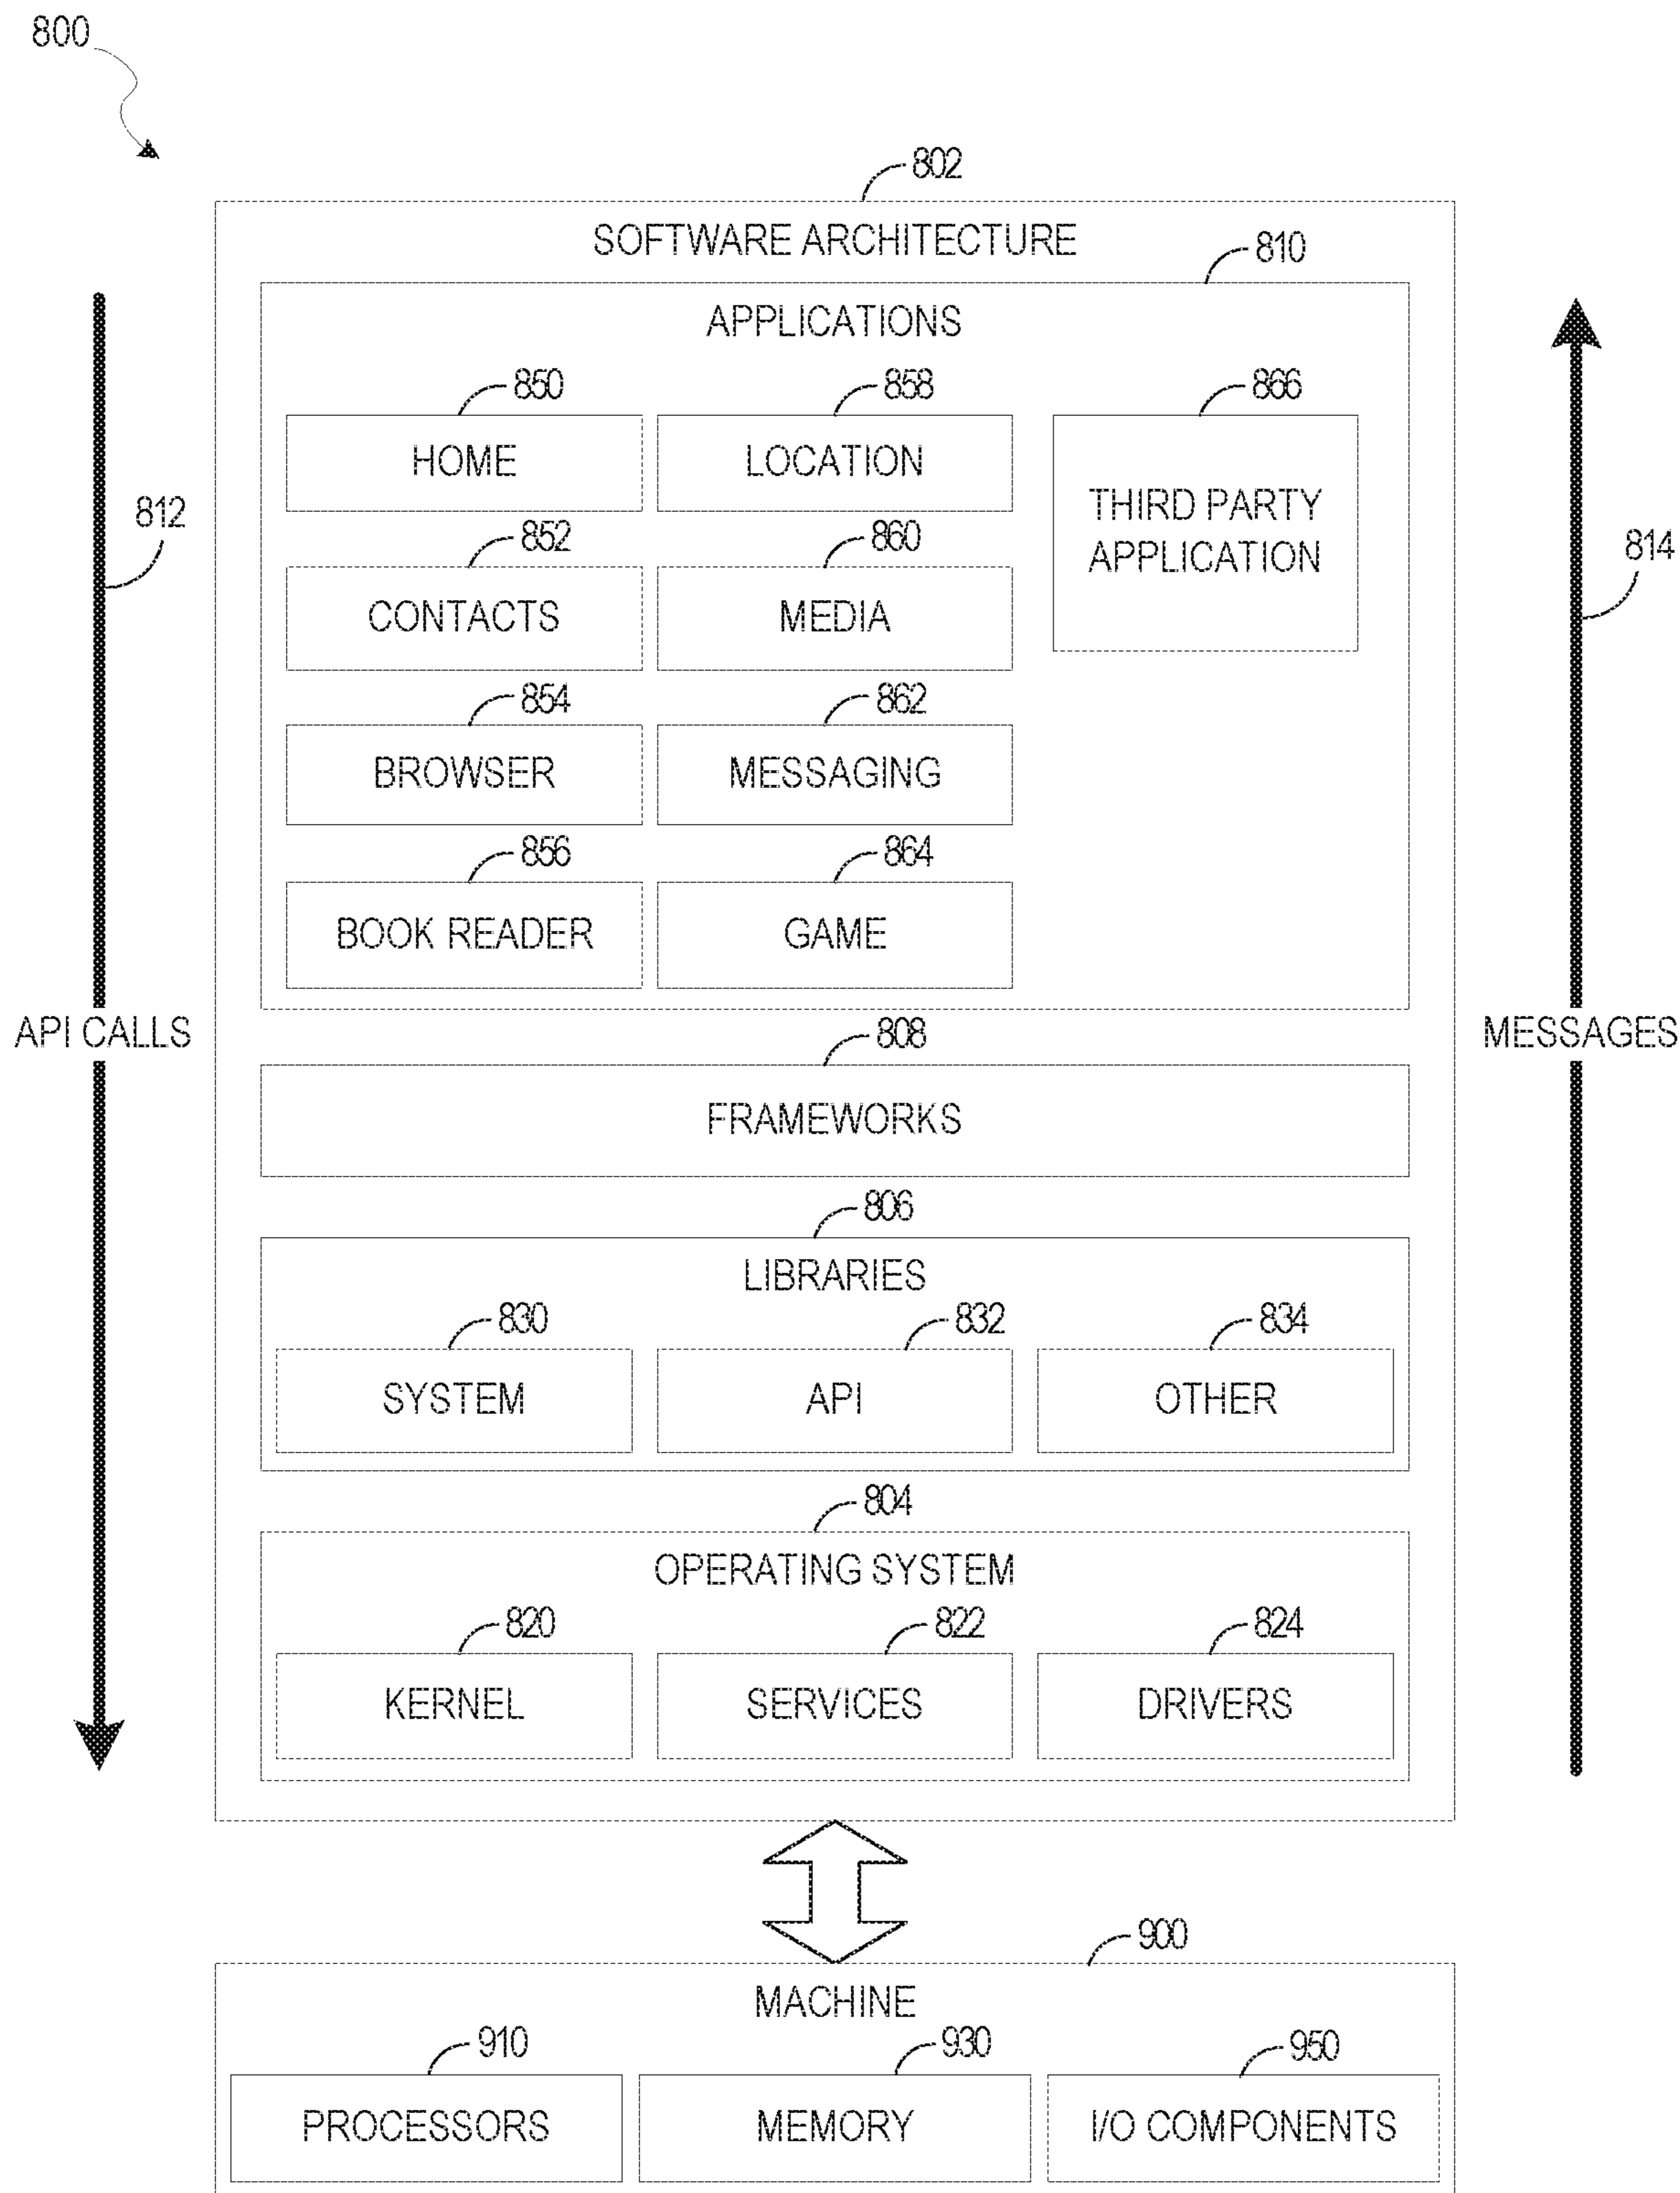 800
802
SOFTWARE ARCHITECTURE
810
APPLICATIONS
850
858
866
HOME
LOCATION
THIRD PARTY
APPLICATION
812
814
852
860
CONTACTS
MEDIA
854
862
BROWSER
MESSAGING
856
864
BOOK READER
GAME
API CALLS
MESSAGES
808
FRAMEWORKS
806
LIBRARIES
830
832
834
SYSTEM
API
OTHER
804
OPERATING SYSTEM
820
822
824
KERNEL
SERVICES
DRIVERS
900
MACHINE
910
930
950
PROCESSORS
MEMORY
I/O COMPONENTS